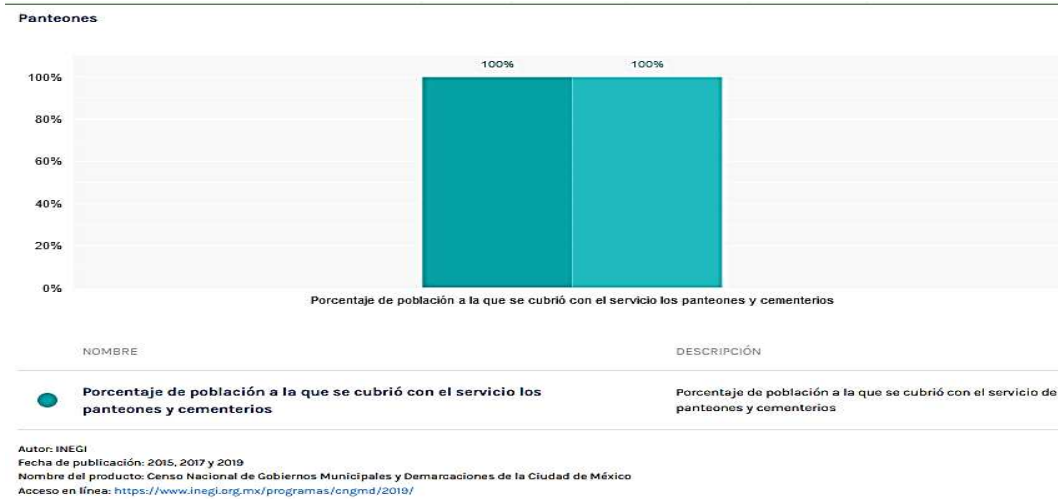 Panteones
100% 100%
100%
80%
60%
40%
20%
0%
Porcentaje de población a la que se cubrió con el servicio los panteones y cementerios
NOMBRE DESCRIPCIÓN
Porcentaje de población a la que se cubrió con el servicio los Porcentaje de población a la que se cubrió con el servicio de
panteones y cementerios panteones y cementerios
Autor: INEGI
Fecha de publicación: 2015, 2017 y 2019
Nombre del producto: Censo Nacional de Gobiernos Municipales y Demarcaciones de la Ciudad de México
Acceso en línea: https://www.inegi.org.mx/programas/cngmd/2019/